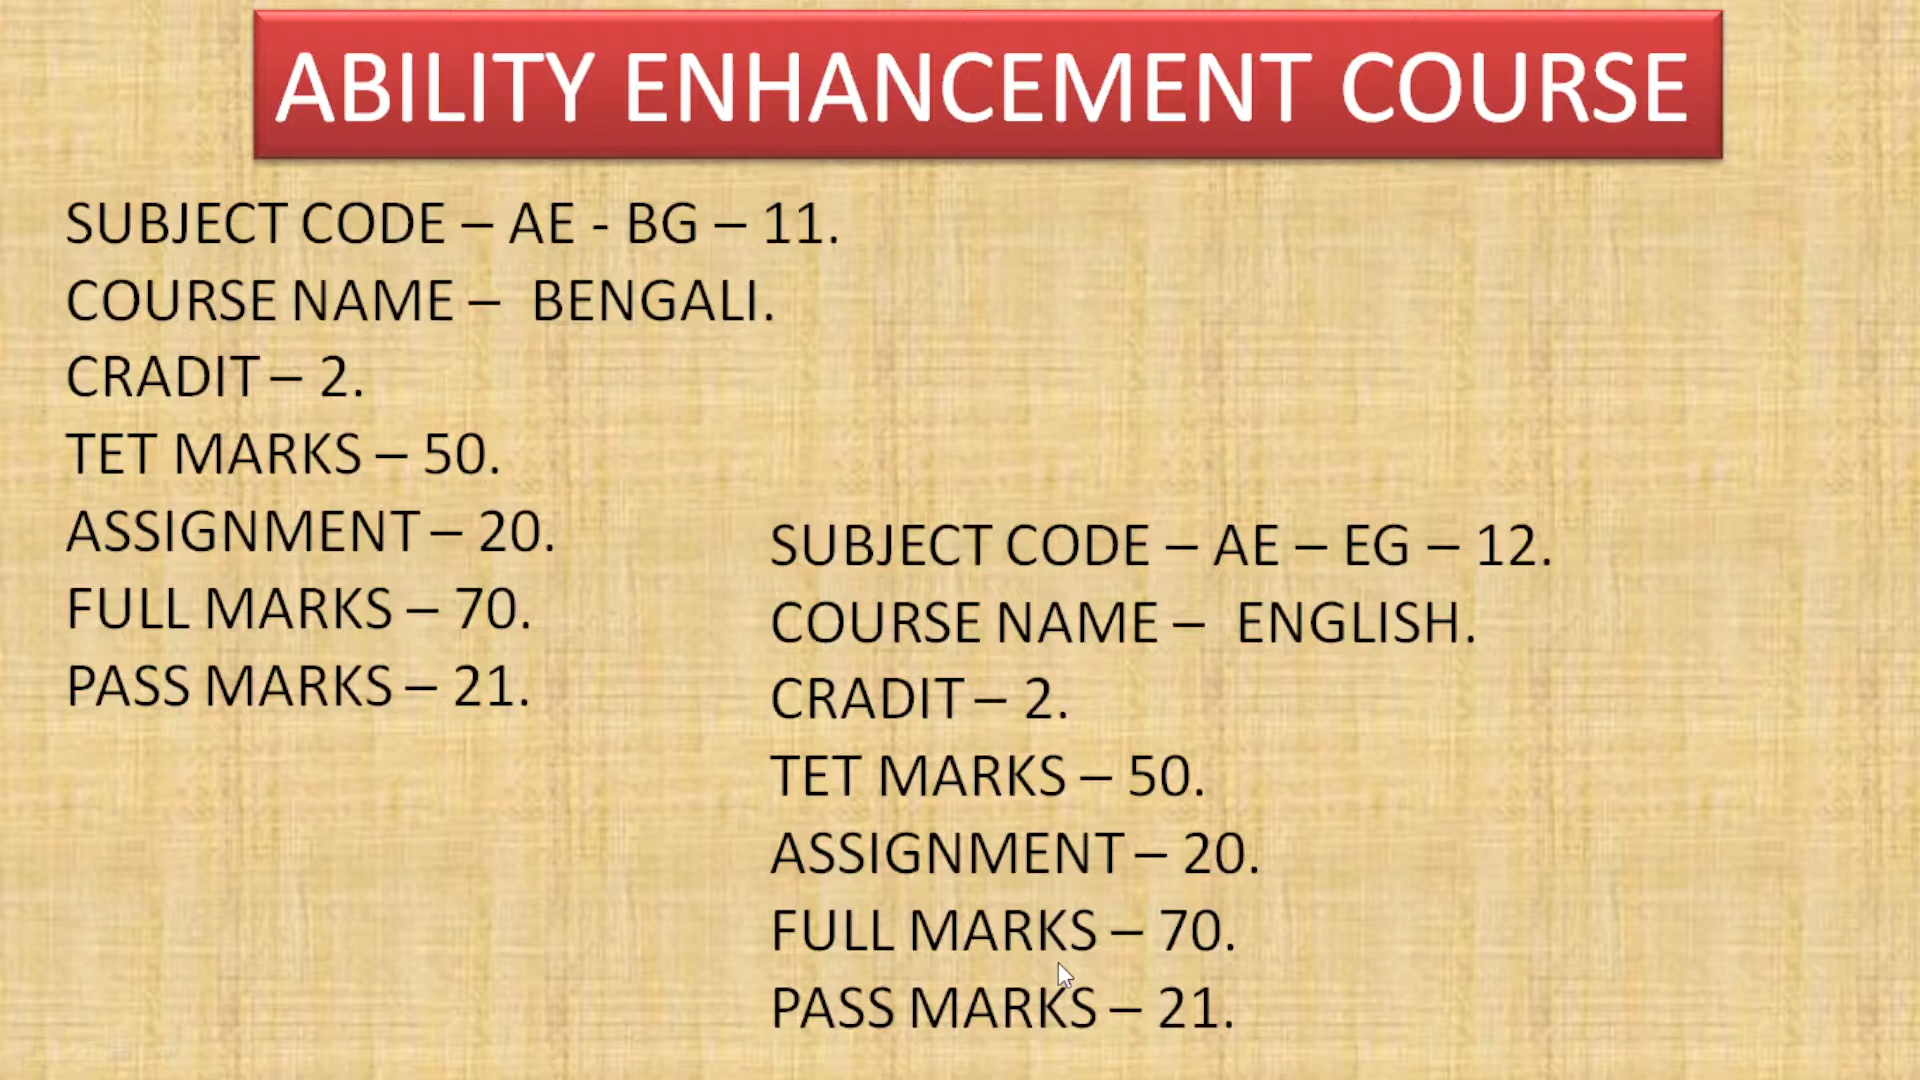 ABILITY ENHANCEMENT COURSE
SUBJECT CODE – AE - BG – 11.
COURSE NAME –  BENGALI.
CRADIT – 2.
TET MARKS – 50.
ASSIGNMENT – 20.
FULL MARKS – 70.
PASS MARKS – 21.
SUBJECT CODE – AE – EG – 12.
COURSE NAME –  ENGLISH.
CRADIT – 2.
TET MARKS – 50.
ASSIGNMENT – 20.
FULL MARKS – 70.
PASS MARKS – 21.